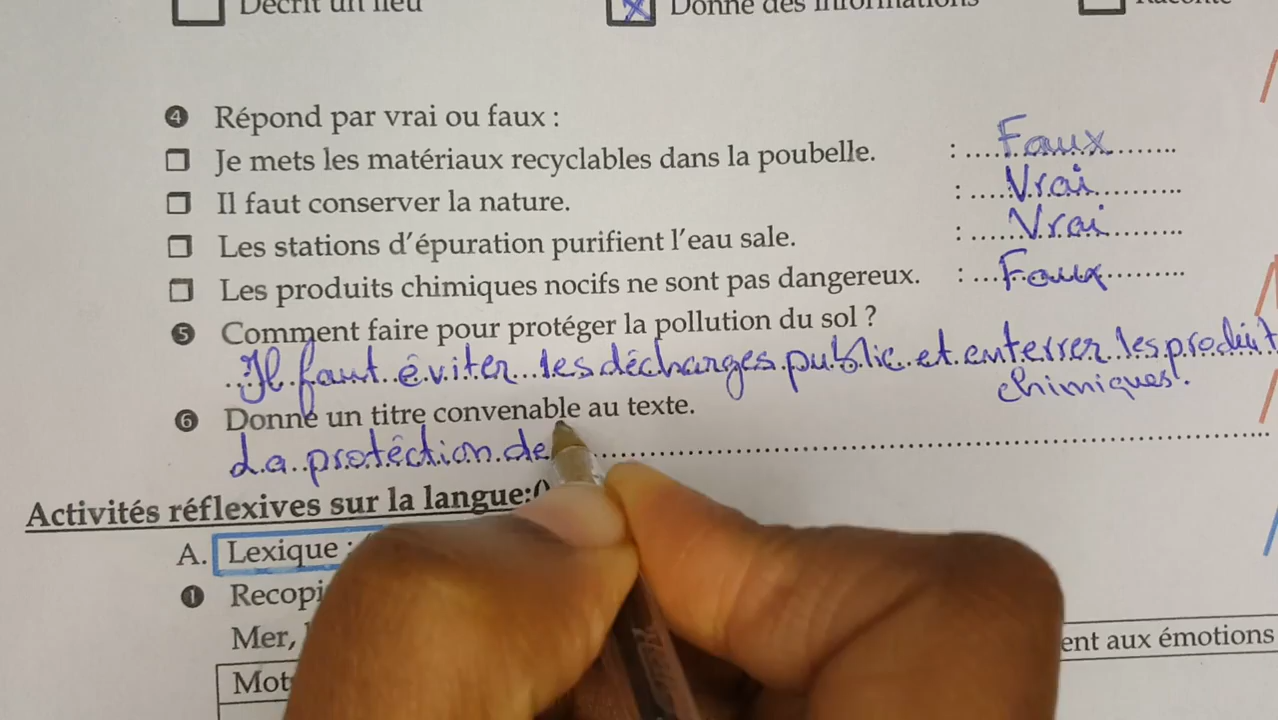 Décrit un lieu Donne des informations Raconte
❹ Répond par vrai ou faux :
Je mets les matériaux recyclables dans la poubelle. : ....Faux........
Il faut conserver la nature. : .....Vrai..........
Les stations d'épuration purifient l'eau sale. : .....Vrai.........
Les produits chimiques nocifs ne sont pas dangereux. : ...Faux..........
❺ Comment faire pour protéger la pollution du sol ?
Il faut éviter les décharges public et enterrer les produit
chimiques.
❻ Donne un titre convenable au texte.
La protéction de
Activités réflexives sur la langue:
A. Lexique :
❶ Recopi
Mer, ent aux émotions
Mot